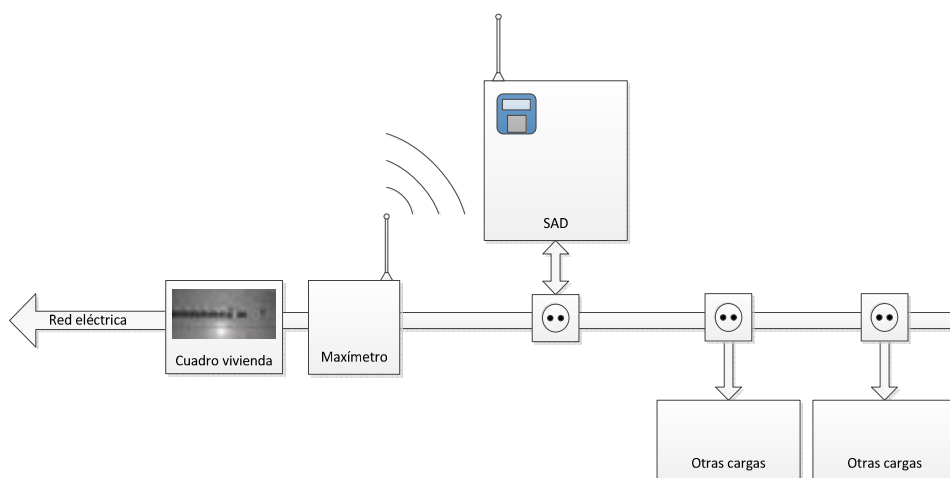 SAD
Red eléctrica
Cuadro vivienda
Maxímetro
Otras cargas
Otras cargas